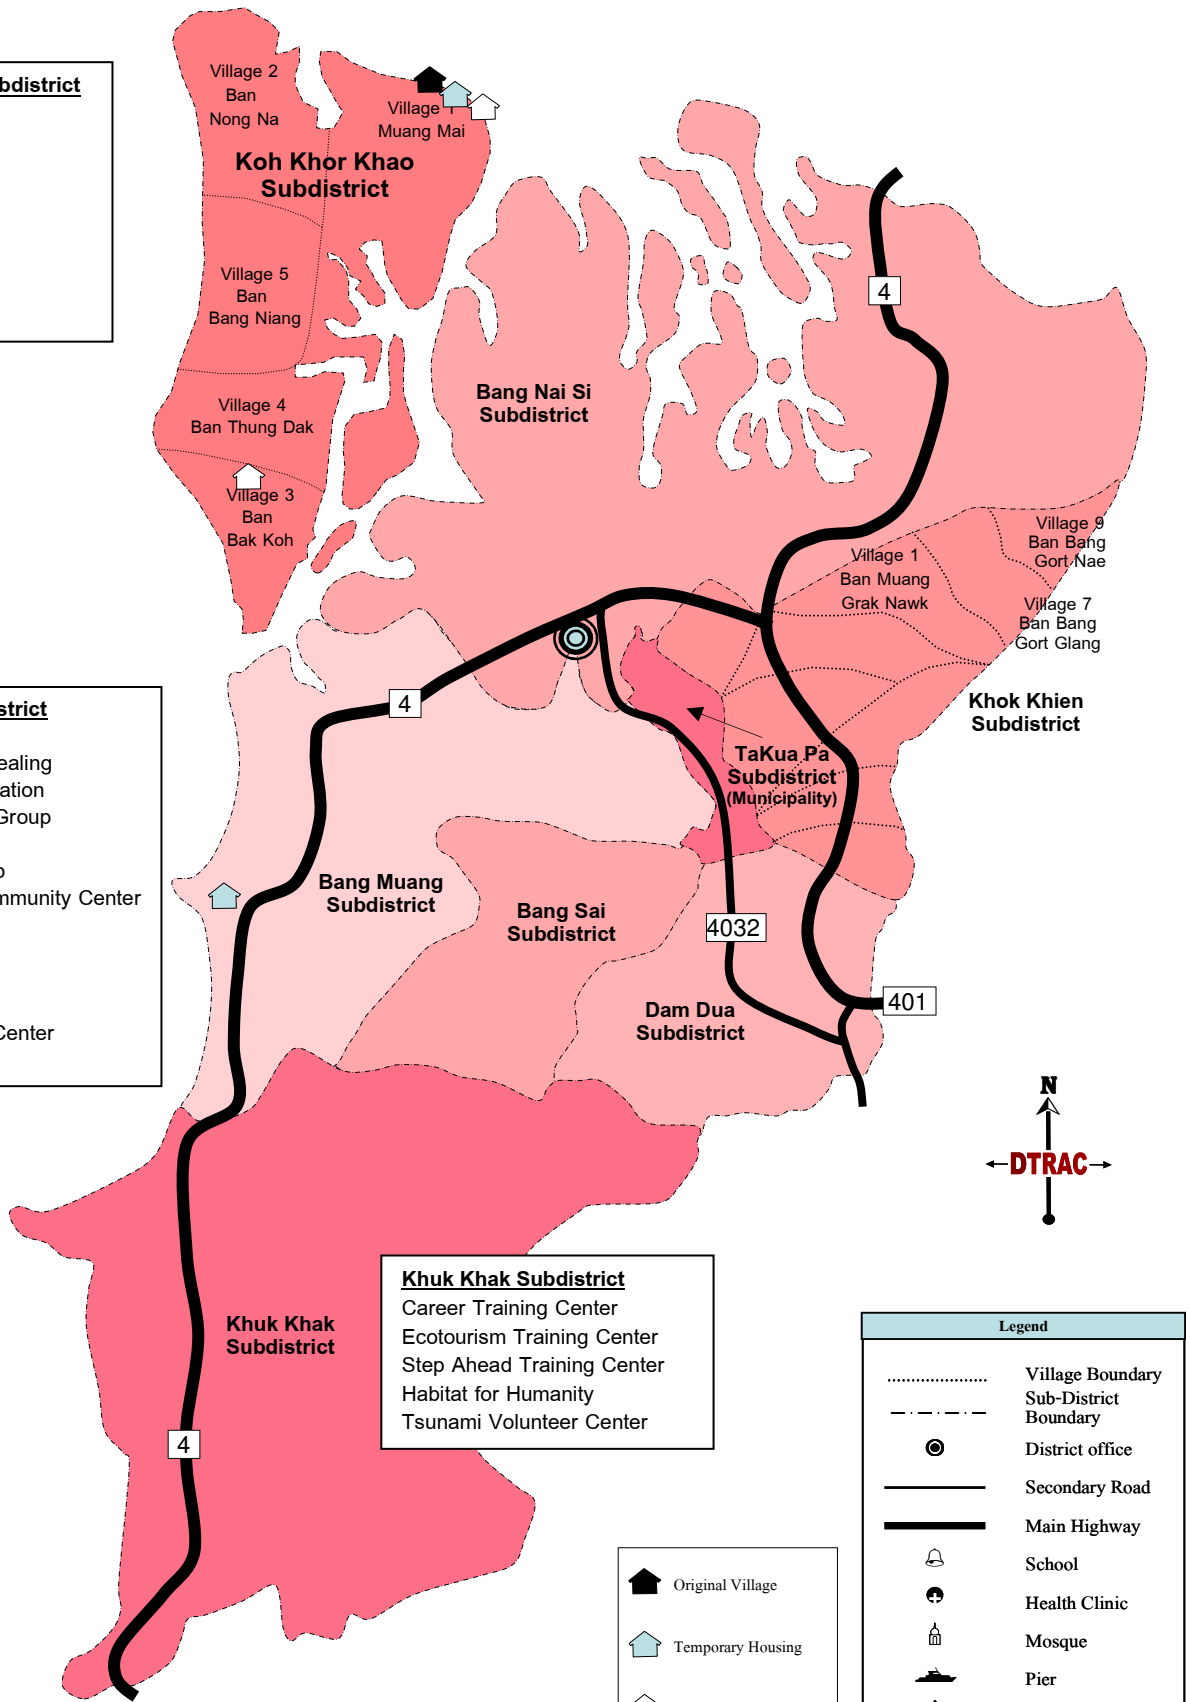 bdistrict
Village 2
Ban
Nong Na
Village 1
Muang Mai
Koh Khor Khao
Subdistrict
Village 5
Ban
Bang Niang
Village 4
Ban Thung Dak
Village 3
Ban
Bak Koh
Bang Nai Si
Subdistrict
4
Village 9
Ban Bang
Gort Nae
Village 1
Ban Muang
Grak Nawk
Village 7
Ban Bang
Gort Glang
Khok Khien
Subdistrict
4
TaKua Pa
Subdistrict
(Municipality)
strict
ealing
ation
Group
o
mmunity Center
Center
Bang Muang
Subdistrict
Bang Sai
Subdistrict
4032
Dam Dua
Subdistrict
401
N
DTRAC
Khuk Khak
Subdistrict
4
Khuk Khak Subdistrict
Career Training Center
Ecotourism Training Center
Step Ahead Training Center
Habitat for Humanity
Tsunami Volunteer Center
Original Village
Temporary Housing
Legend
Village Boundary
Sub-District
Boundary
District office
Secondary Road
Main Highway
School
Health Clinic
Mosque
Pier